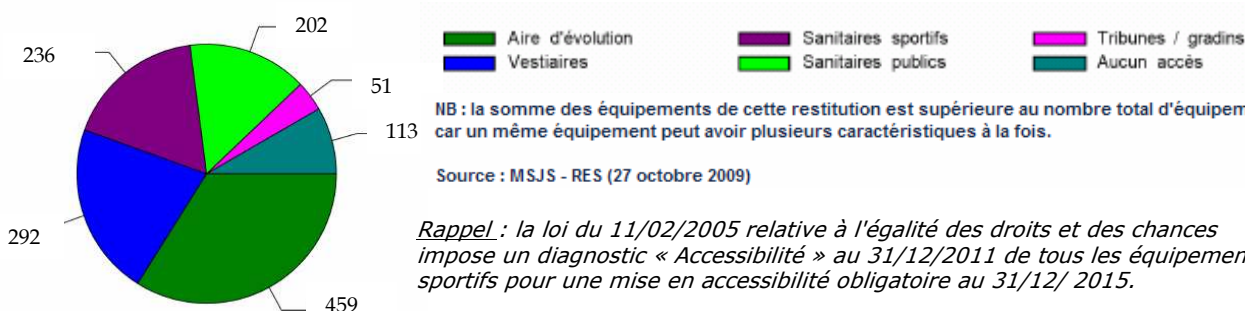 202
236
51
113
292
459
Aire d'évolution
Sanitaires sportifs
Tribunes / gradins
Vestiaires
Sanitaires publics
Aucun accès
NB : la somme des équipements de cette restitution est supérieure au nombre total d'équipem
car un même équipement peut avoir plusieurs caractéristiques à la fois.
Source : MSJS - RES (27 octobre 2009)
Rappel : la loi du 11/02/2005 relative à l'égalité des droits et des chances
impose un diagnostic « Accessibilité » au 31/12/2011 de tous les équipemen
sportifs pour une mise en accessibilité obligatoire au 31/12/ 2015.